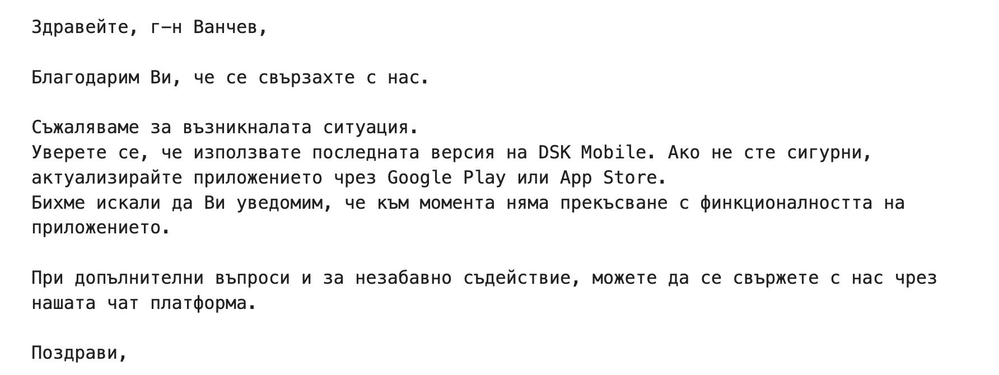 Здравейте, г-н Ванчев,
Благодарим Ви, че се свързахте с нас.
Съжаляваме за възникналата ситуация.
Уверете се, че използвате последната версия на DSK Mobile. Ако не сте сигурни,
актуализирайте приложението чрез Google Play или App Store.
Бихме искали да Ви уведомим, че към момента няма прекъсване с финкционалността на
приложението.
При допълнителни въпроси и за незабавно съдействие, можете да се свържете с нас чрез
нашата чат платформа.
Поздрави,